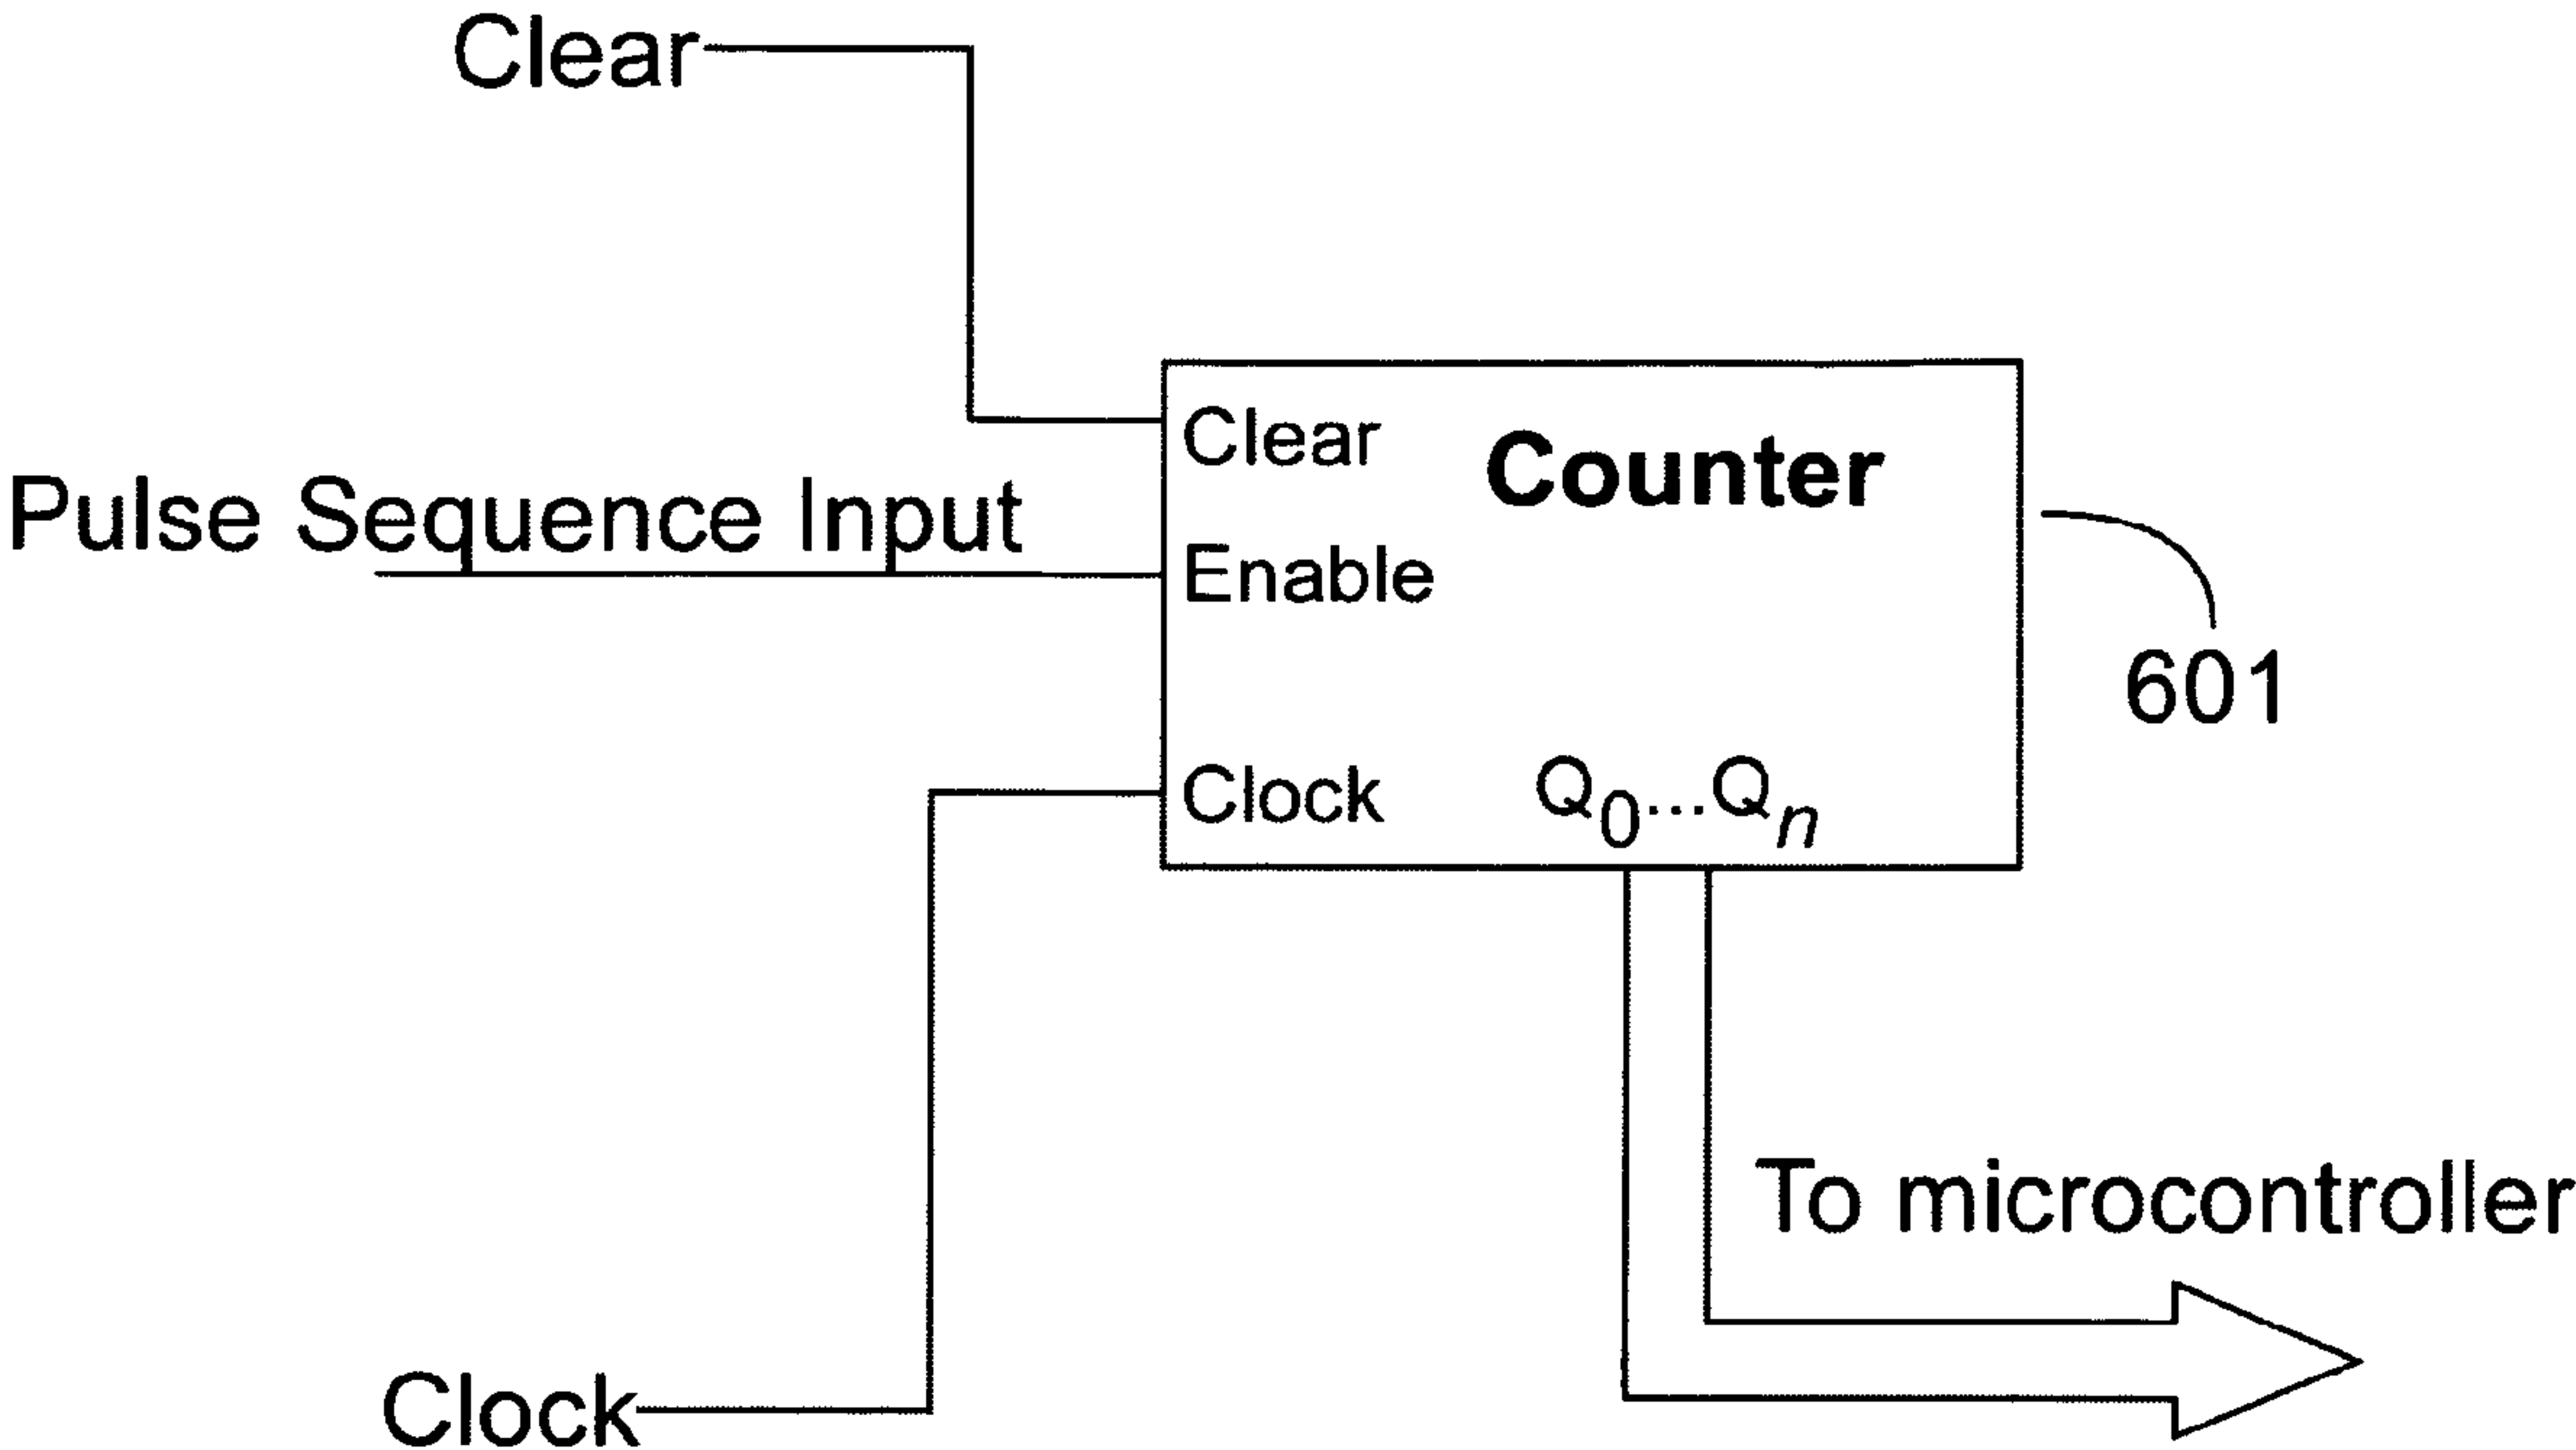 Clear
Clear
Counter
Pulse Sequence Input
Enable
601
Clock
Q0...Qn
To microcontroller
Clock